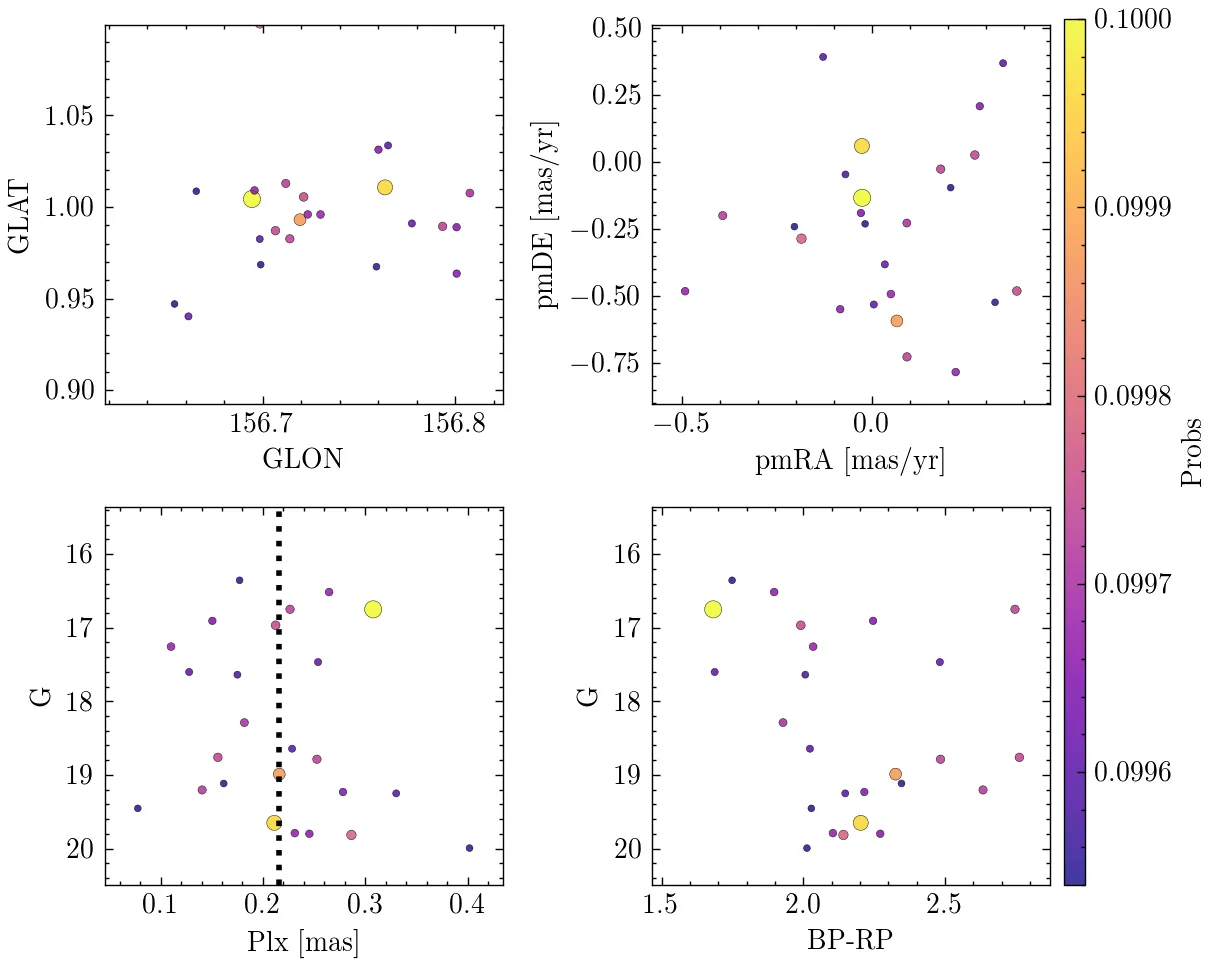 1.05
1.00
0.95
0.90
GLAT
156.7 156.8
GLON
0.50
0.25
0.00
−0.25
−0.50
−0.75
pmDE [mas/yr]
−0.5 0.0
pmRA [mas/yr]
0.1000
0.0999
0.0998
0.0997
0.0996
Probs
16
17
18
19
20
G
0.1 0.2 0.3 0.4
Plx [mas]
16
17
18
19
20
G
1.5 2.0 2.5
BP-RP